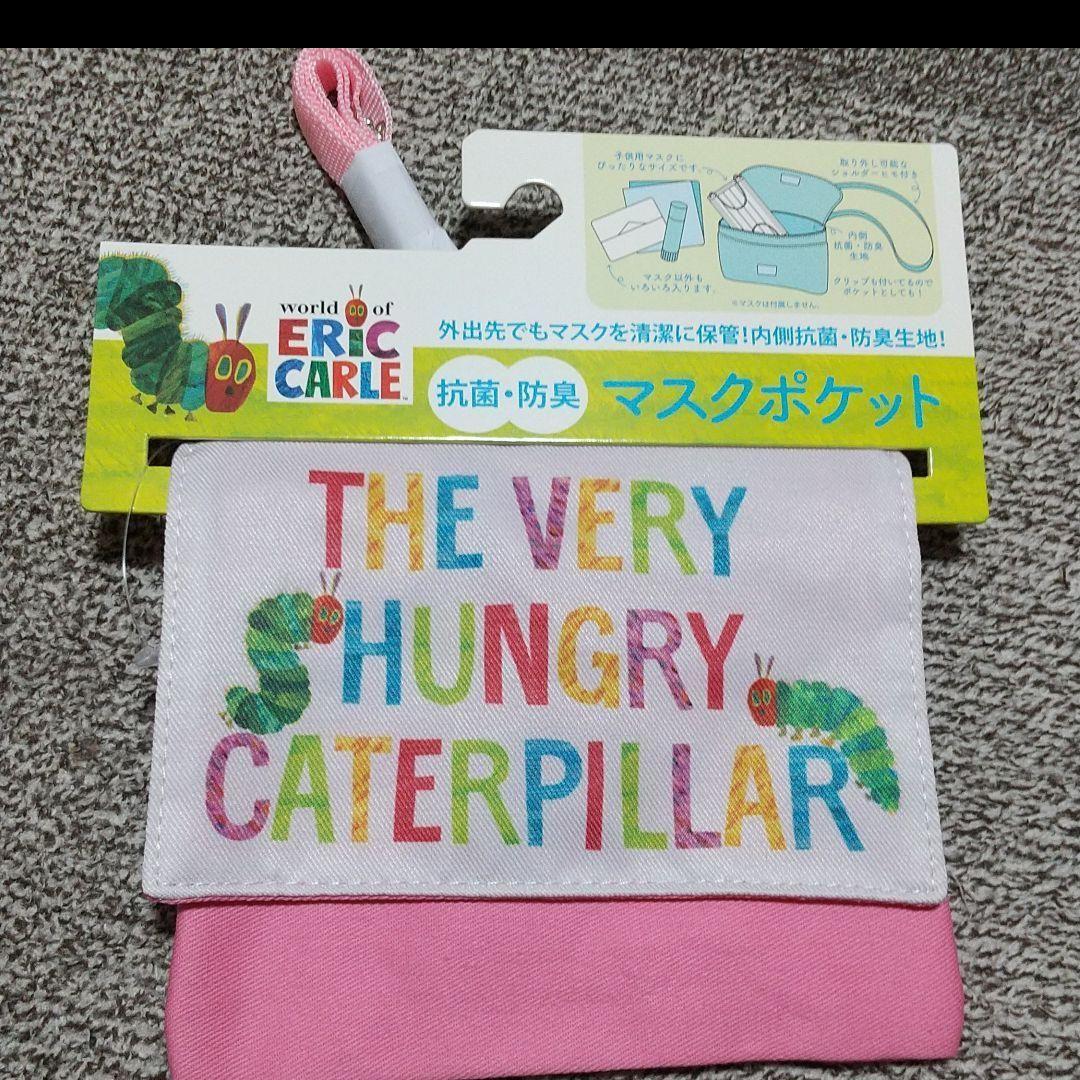 子供用マスクに
ぴったりなサイズです。
取り外し可能な
ショルダーヒモ付き
内側
抗菌・防臭
生地
マスク以外も
いろいろ入ります。
クリップも付いてるので
ポケットとしても！
※マスクは付属しません。
world of
ERIC
CARLE™
外出先でもマスクを清潔に保管！内側抗菌・防臭生地！
抗菌・防臭 マスクポケット
THE VERY
HUNGRY
CATERPILLAR